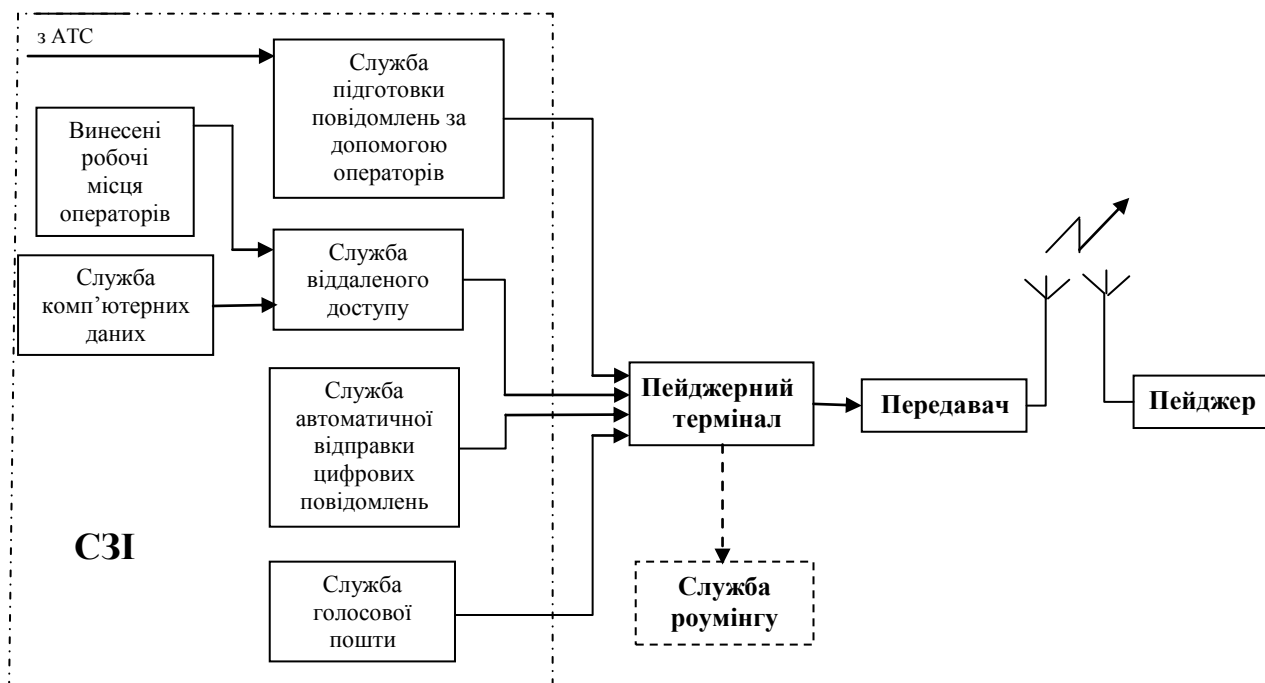 з АТС
Служба
підготовки
повідомлень за
допомогою
операторів
Винесені
робочі
місця
операторів
Служба
віддаленого
доступу
Служба
комп’ютерних
даних
Служба
автоматичної
відправки
цифрових
повідомлень
Служба
голосової
пошти
СЗІ
Пейджерний
термінал
Передавач
Пейджер
Служба
роумінгу